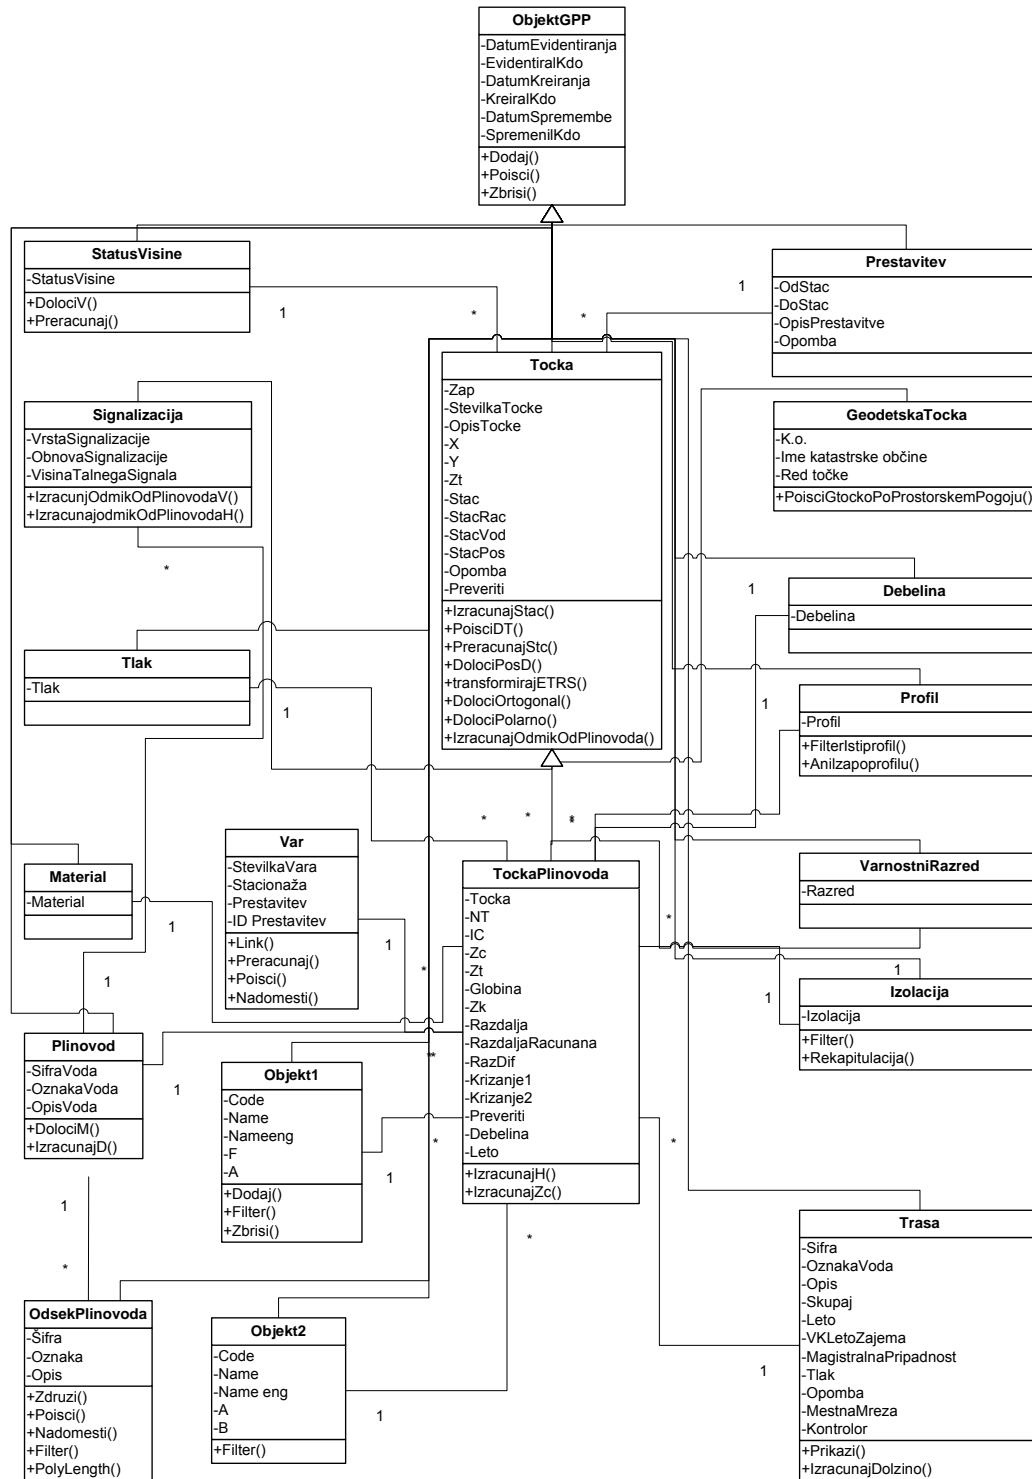 ObjektGPP
-DatumEvidentiranja
-EvidentiralKdo
-DatumKreiranja
-KreiralKdo
-DatumSpremembe
-SpremenilKdo
+Dodaj()
+Poisci()
+Zbrisi()
StatusVisine
-StatusVisine
+DolociV()
+Preracunaj()
1
*
*
1
Prestavitev
-OdStac
-DoStac
-OpisPrestavitve
-Opomba
Tocka
-Zap
-StevilkaTocke
-OpisTocke
-X
-Y
-Zt
-Stac
-StacRac
-StacVod
-StacPos
-Opomba
-Preveriti
+IzracunajStac()
+PoisciDT()
+PreracunajStc()
+DolociPosD()
+transformirajETRS()
+DolociOrtogonal()
+DolociPolarno()
+IzracunajOdmikOdPlinovoda()
Signalizacija
-VrstaSignalizacije
-ObnovaSignalizacije
-VisinaTalnegaSignala
+IzracunjOdmikOdPlinovodaV()
+IzracunajodmikOdPlinovodaH()
*
GeodetskaTocka
-K.o.
-Ime katastrske občine
-Red točke
+PoisciGtockoPoProstorskemPogoju()
1
Debelina
-Debelina
Tlak
-Tlak
1
1
Profil
-Profil
+FilterIstiprofil()
+Anilzapoprofilu()
*
*
*
*
Var
-StevilkaVara
-Stacionaža
-Prestavitev
-ID Prestavitev
+Link()
+Preracunaj()
+Poisci()
+Nadomesti()
1
*
Material
-Material
1
1
TockaPlinovoda
-Tocka
-NT
-IC
-Zc
-Zt
-Globina
-Zk
-Razdalja
-RazdaljaRacunana
-RazDif
-Krizanje1
-Krizanje2
-Preveriti
-Debelina
-Leto
+IzracunajH()
+IzracunajZc()
VarnostniRazred
-Razred
*
1
1
Izolacija
-Izolacija
+Filter()
+Rekapitulacija()
Plinovod
-SifraVoda
-OznakaVoda
-OpisVoda
+DolociM()
+IzracunajD()
1
*
*
Objekt1
-Code
-Name
-Nameeng
-F
-A
+Dodaj()
+Filter()
+Zbrisi()
*
1
*
1
*
*
Trasa
-Sifra
-OznakaVoda
-Opis
-Skupaj
-Leto
-VKLetoZajema
-MagistralnaPripadnost
-Tlak
-Opomba
-MestnaMreza
-Kontrolor
+Prikazi()
+IzracunajDolzino()
1
OdsekPlinovoda
-Šifra
-Oznaka
-Opis
+Zdruzi()
+Poisci()
+Nadomesti()
+Filter()
+PolyLength()
Objekt2
-Code
-Name
-Name eng
-A
-B
+Filter()
1